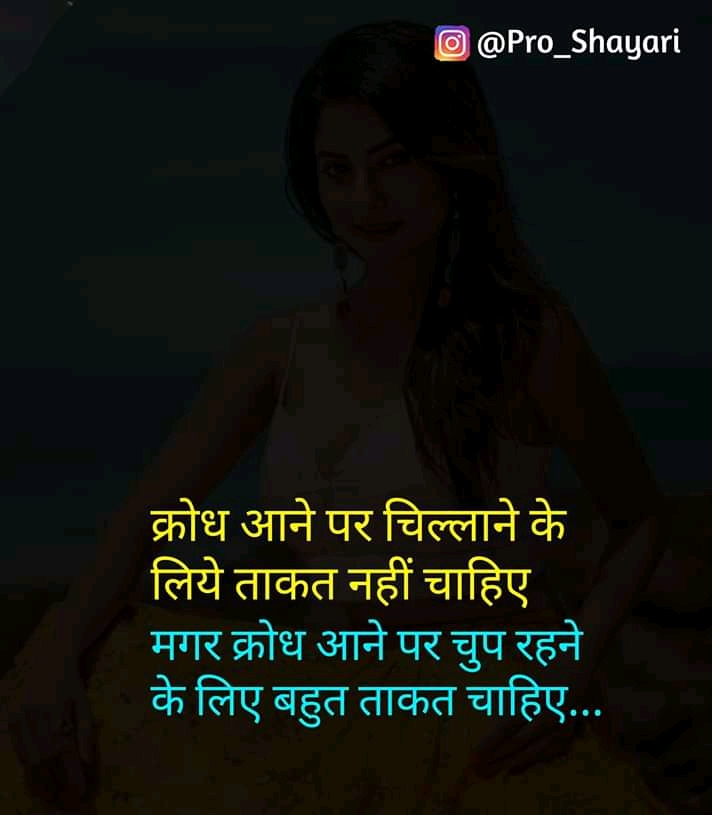 @Pro_Shayari
क्रोध आने पर चिल्लाने के
लिये ताकत नहीं चाहिए
मगर क्रोध आने पर चुप रहने
के लिए बहुत ताकत चाहिए...